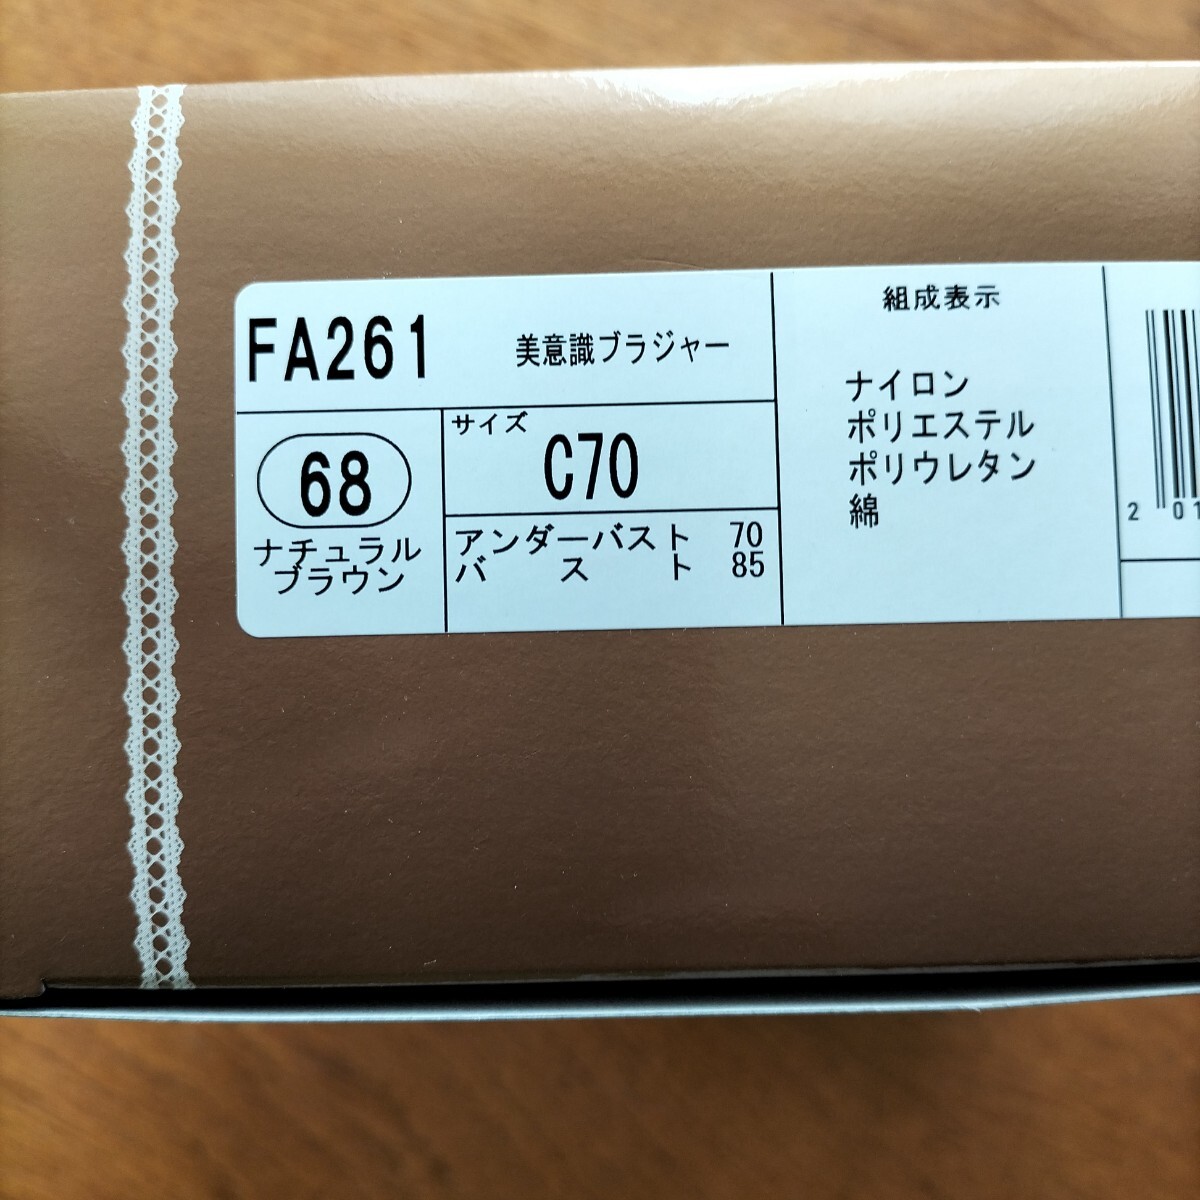 FA261 美意識ブラジャー
68
ナチュラル
ブラウン
サイズ
C70
アンダーバスト 70
バスト 85
組成表示
ナイロン
ポリエステル
ポリウレタン
綿
2 01